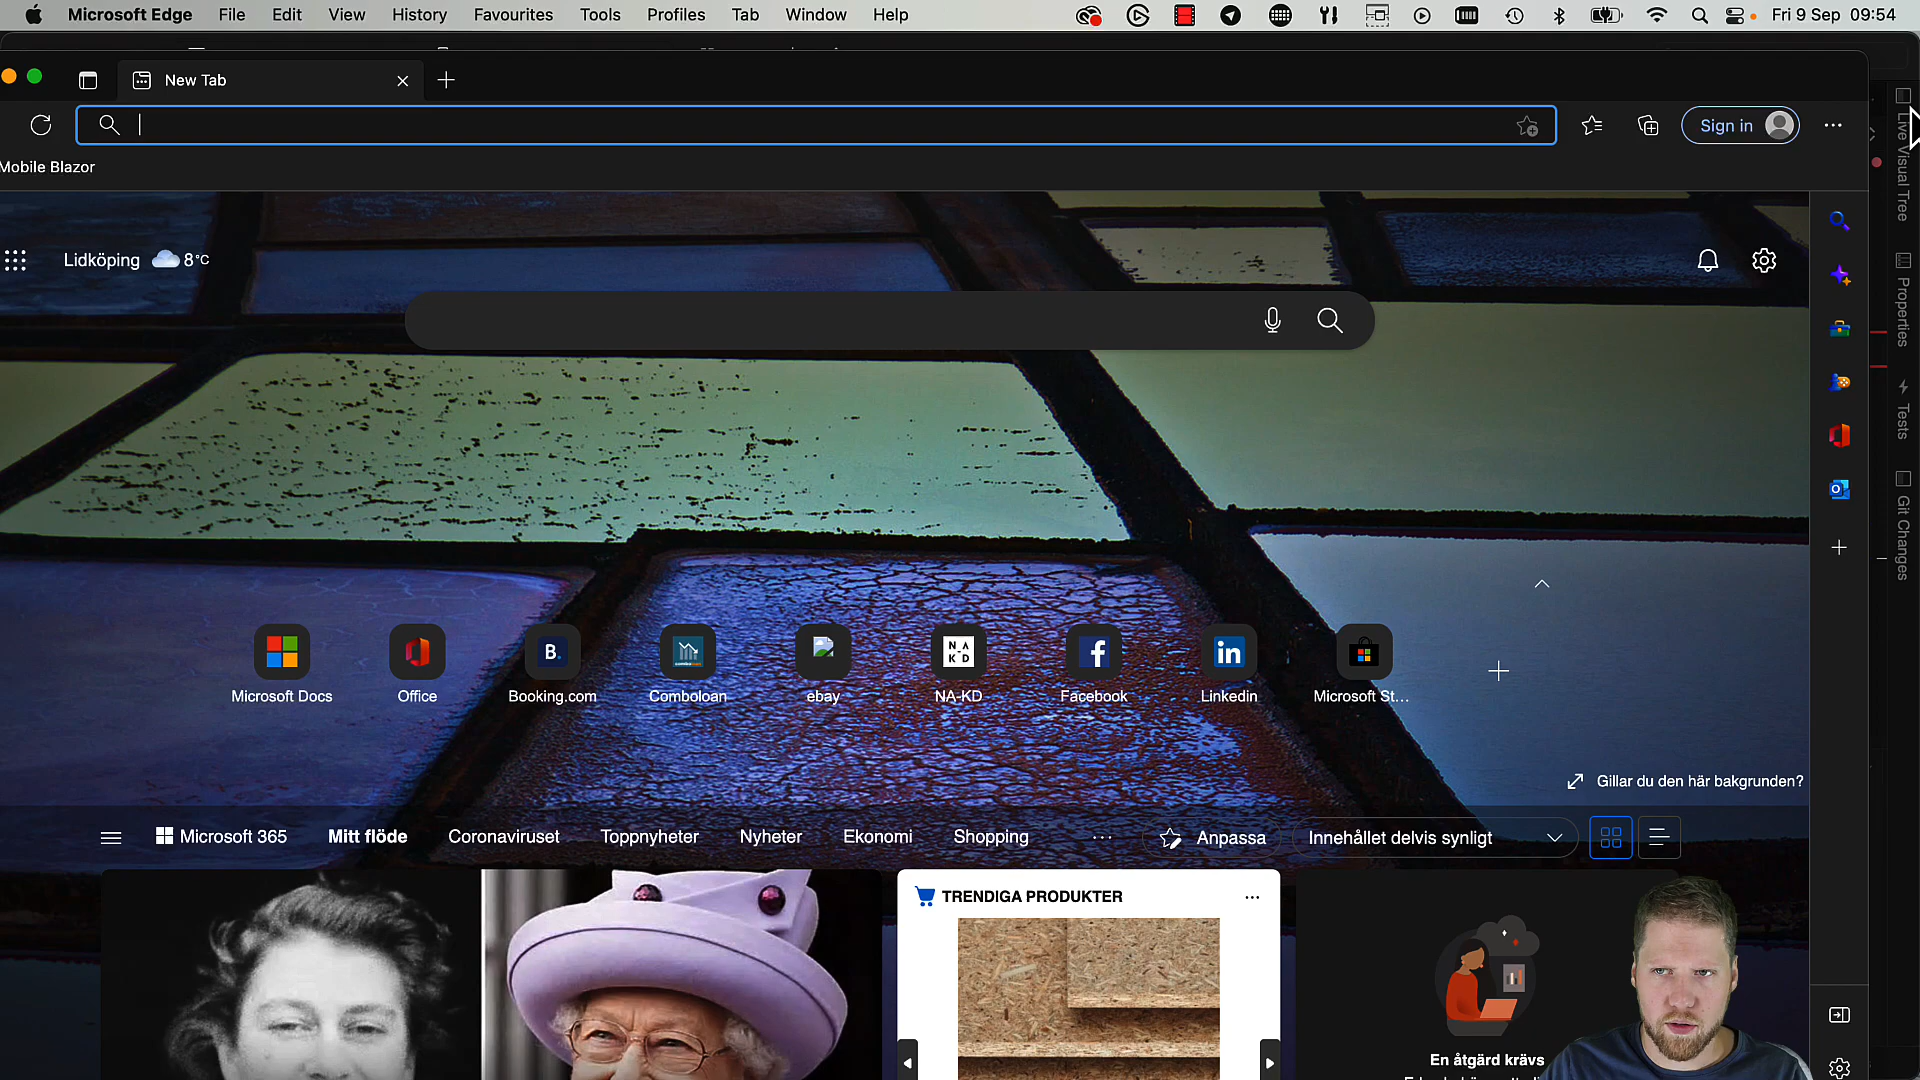 Microsoft Edge File Edit View History Favourites Tools Profiles Tab Window Help Fri 9 Sep 09:54
New Tab
Sign in
Mobile Blazor
Lidköping 8°C
Microsoft Docs Office Booking.com Comboloan ebay NA-KD Facebook Linkedin Microsoft St...
B.
N A
K D
f
in
Gillar du den här bakgrunden?
Microsoft 365 Mitt flöde Coronaviruset Toppnyheter Nyheter Ekonomi Shopping ... Anpassa Innehållet delvis synligt
TRENDIGA PRODUKTER
En åtgärd krävs
Live Visual Tree
Properties
Tests
Git Changes